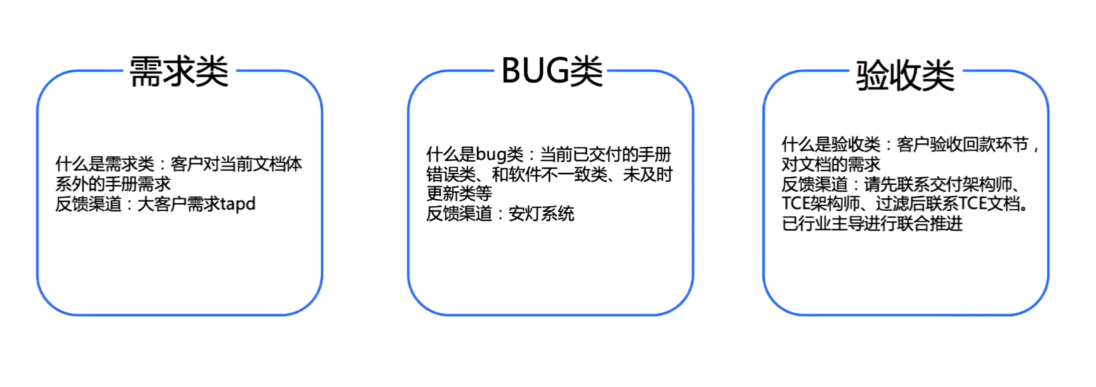 需求类
什么是需求类：客户对当前文档体
系外的手册需求
反馈渠道：大客户需求tapd
BUG类
什么是bug类：当前已交付的手册
错误类、和软件不一致类、未及时
更新类等
反馈渠道：安灯系统
验收类
什么是验收类：客户验收回款环节，
对文档的需求
反馈渠道：请先联系交付架构师、
TCE架构师、过滤后联系TCE文档。
已行业主导进行联合推进